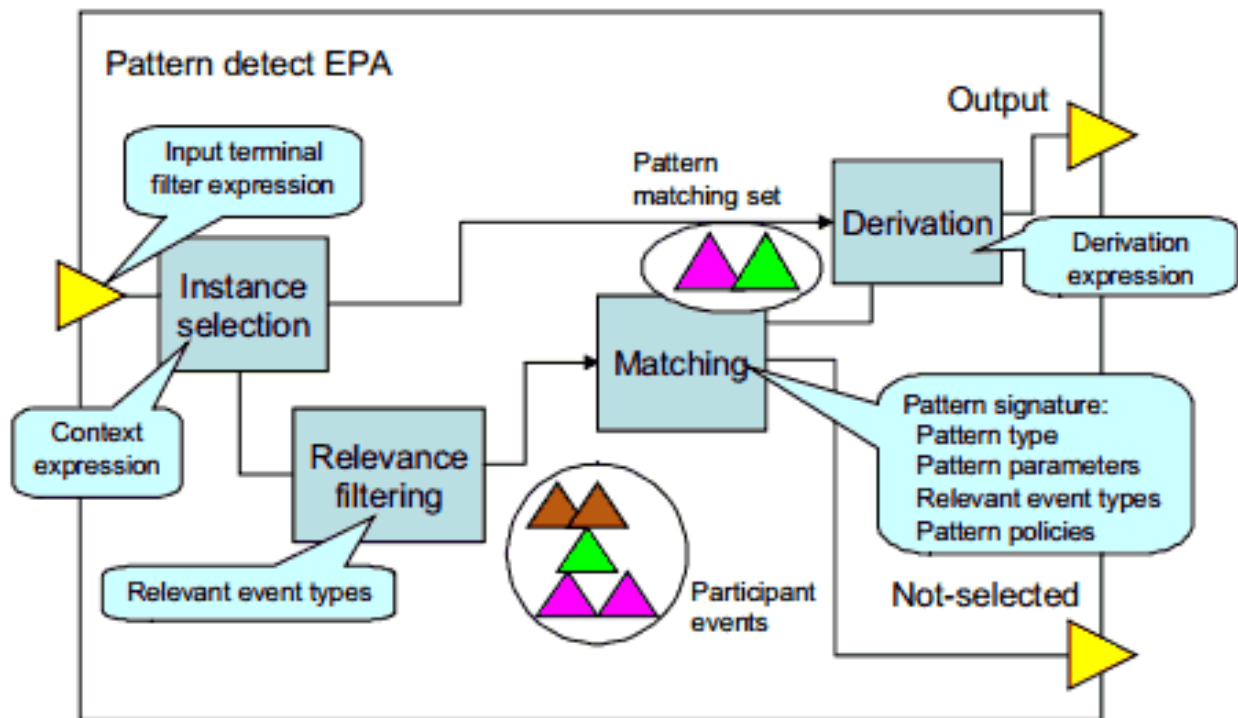 Pattern detect EPA
Output
Input terminal
filter expression
Pattern
matching set
Derivation
Derivation
expression
Instance
selection
Matching
Context
expression
Relevance
filtering
Pattern signature:
Pattern type
Pattern parameters
Relevant event types
Pattern policies
Relevant event types
Participant
events
Not-selected